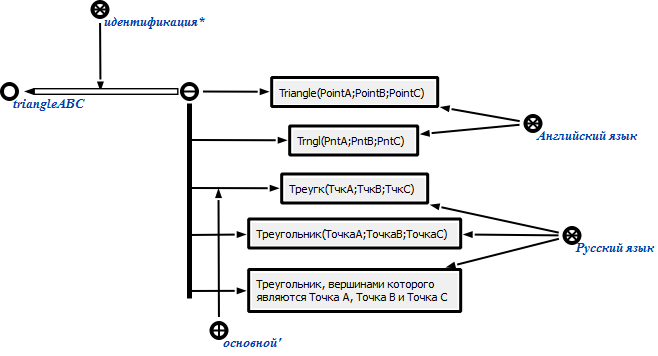 идентификация*
triangleABC
Triangle(PointA;PointB;PointC)
Английский язык
Trngl(PntA;PntB;PntC)
Треугк(ТчкА;ТчкВ;ТчкС)
Треугольник(ТочкаА;ТочкаВ;ТочкаС)
Русский язык
Треугольник, вершинами которого
являются Точка А, Точка В и Точка С
основной'